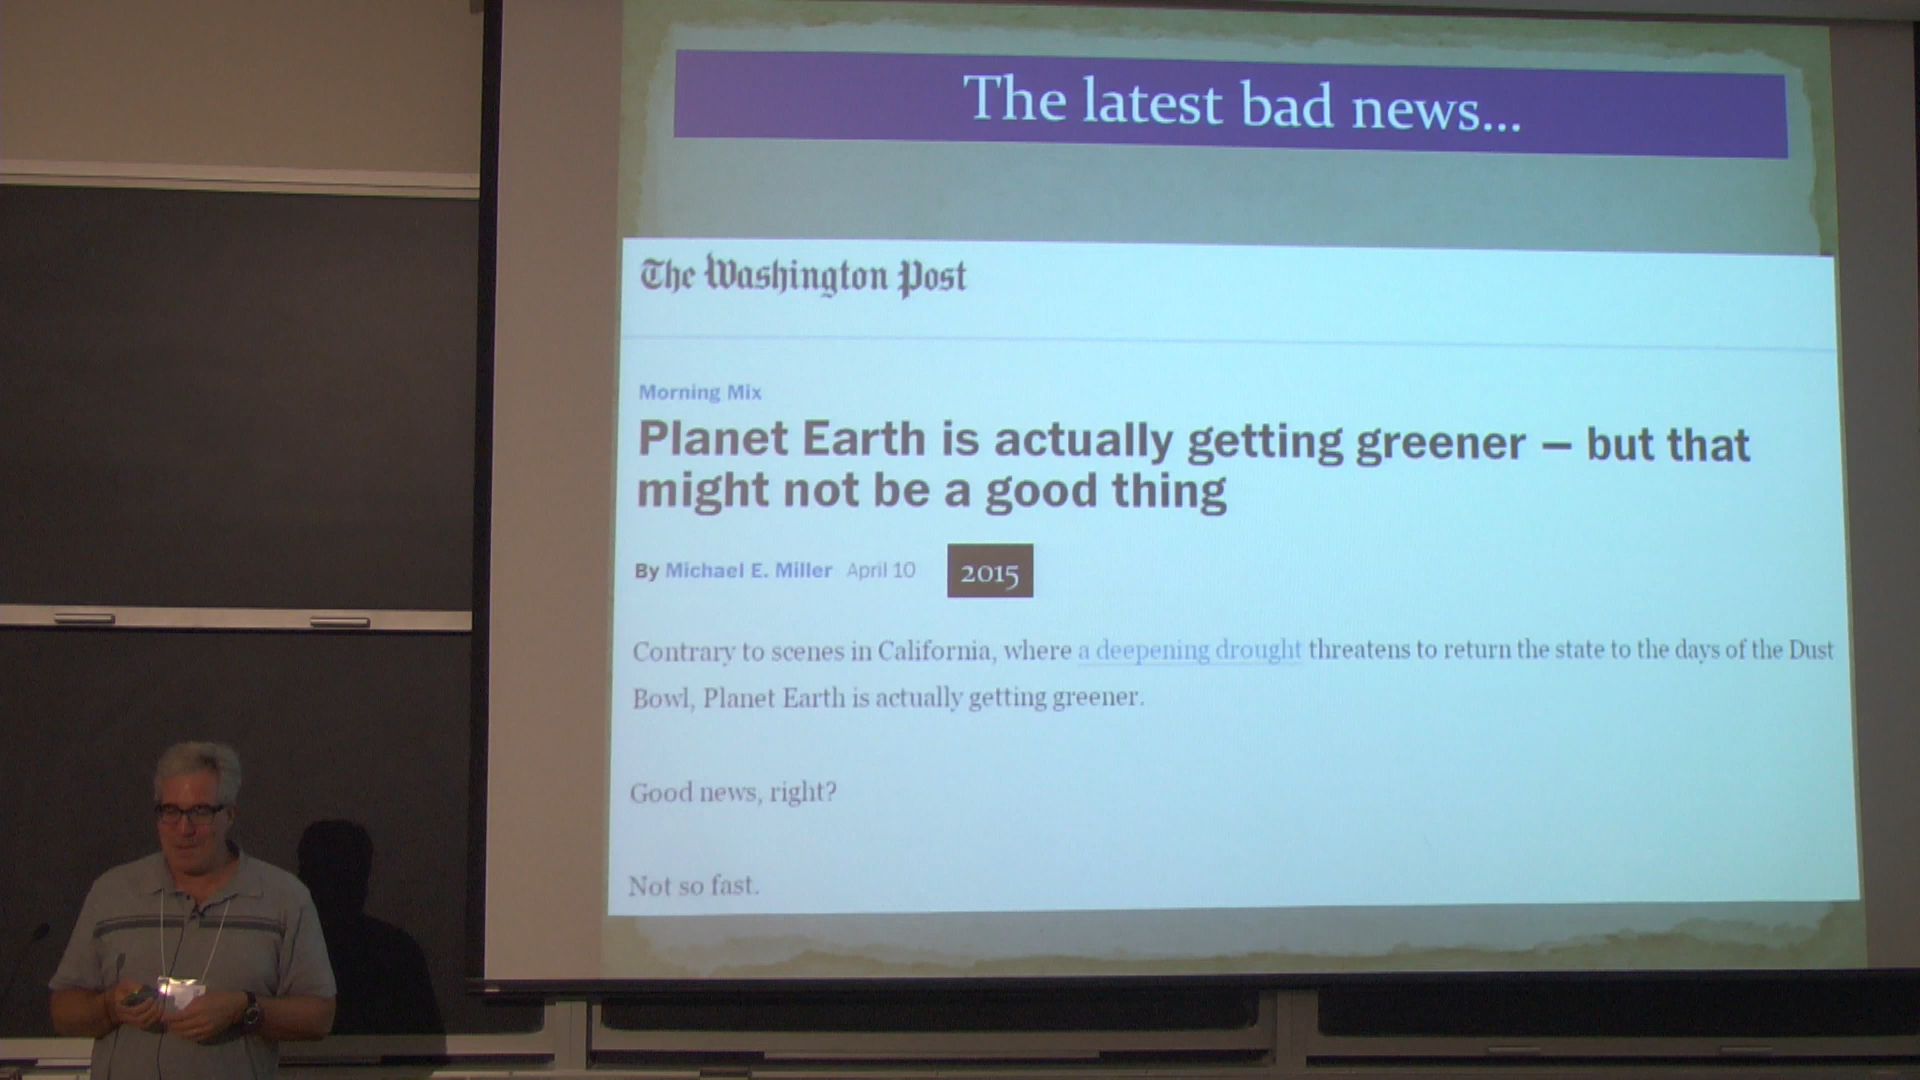 The latest bad news...
The Washington Post
Morning Mix
Planet Earth is actually getting greener — but that
might not be a good thing
By Michael E. Miller April 10 2015
Contrary to scenes in California, where a deepening drought threatens to return the state to the days of the Dust
Bowl, Planet Earth is actually getting greener.
Good news, right?
Not so fast.